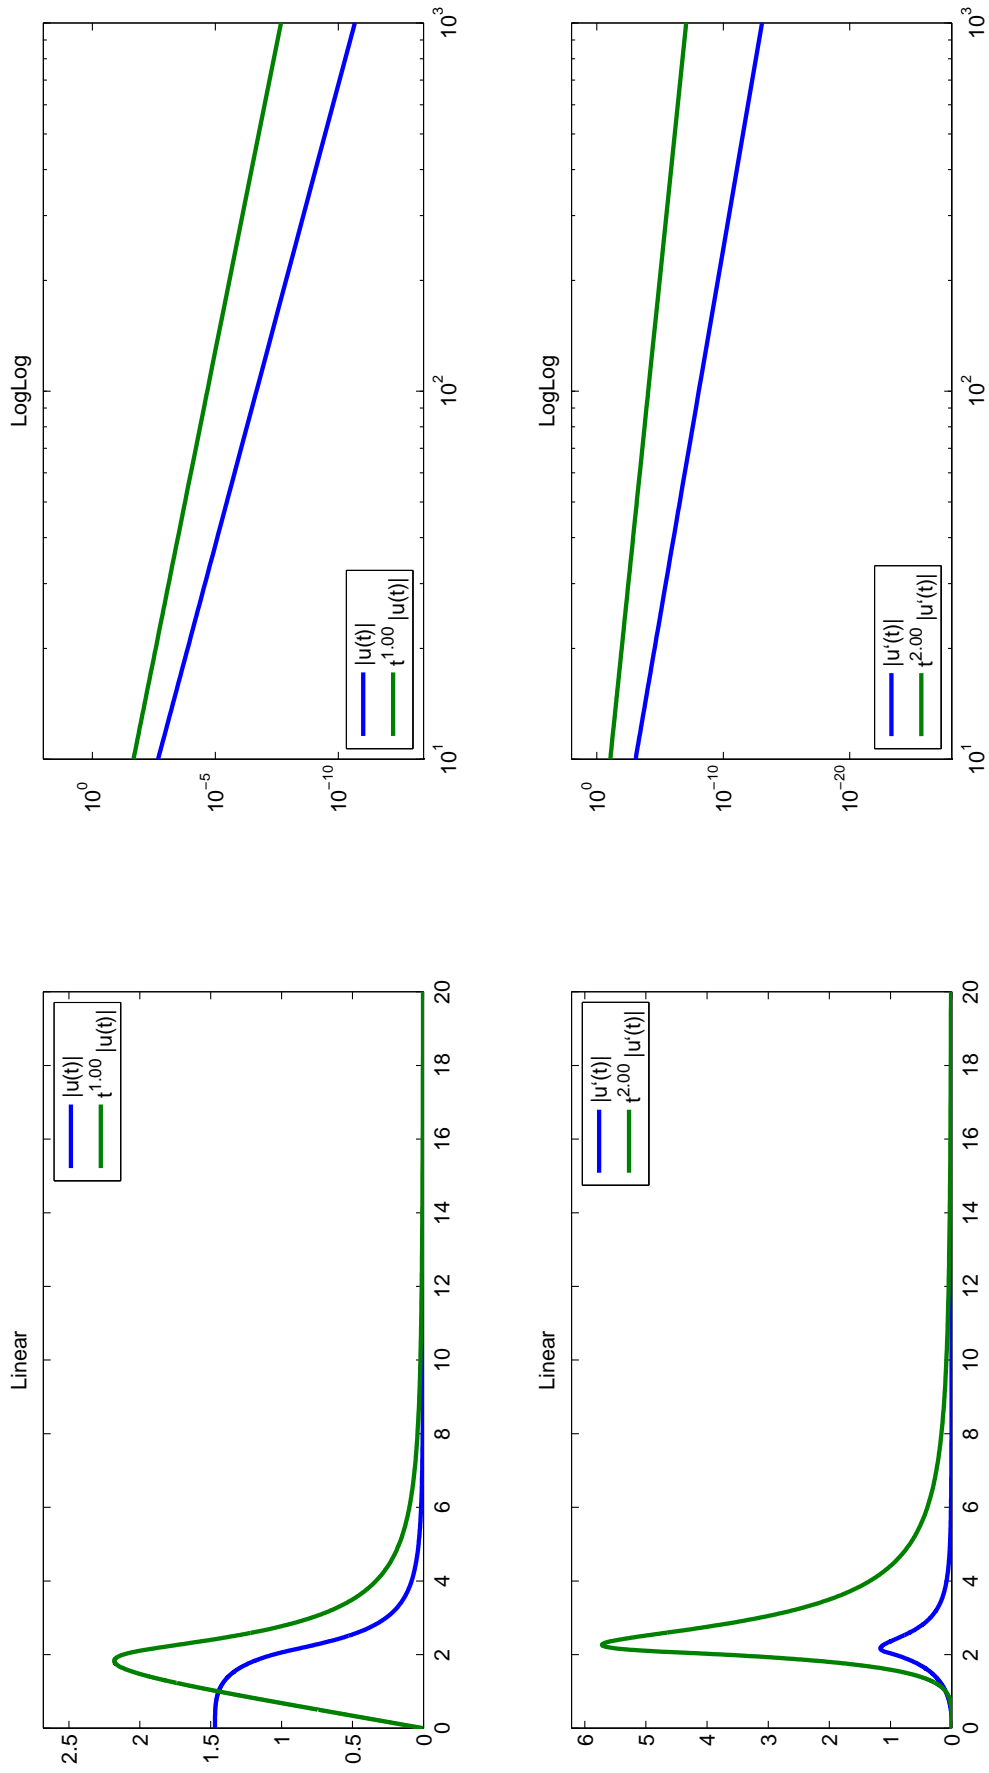 Linear
2.5
2
1.5
1
0.5
0
0 2 4 6 8 10 12 14 16 18 20
|u(t)|
t^1.00 |u(t)|
LogLog
10^0
10^−5
10^−10
10^1 10^2 10^3
|u(t)|
t^1.00 |u(t)|
Linear
6
5
4
3
2
1
0
0 2 4 6 8 10 12 14 16 18 20
|u‘(t)|
t^2.00 |u‘(t)|
LogLog
10^0
10^−10
10^−20
10^1 10^2 10^3
|u‘(t)|
t^2.00 |u‘(t)|